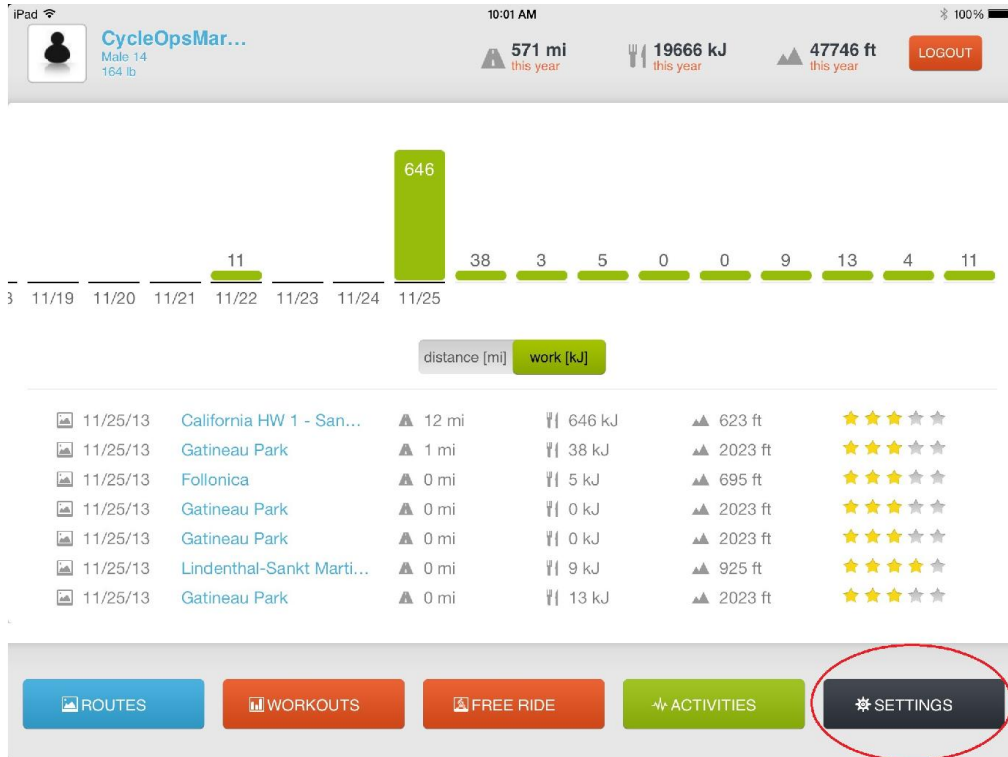 iPad 10:01 AM 100%
CycleOpsMar...
Male 14
164 lb
571 mi
this year
19666 kJ
this year
47746 ft
this year
LOGOUT
646
11 38 3 5 0 0 9 13 4 11
11/19 11/20 11/21 11/22 11/23 11/24 11/25
distance [mi] work [kJ]
11/25/13 California HW 1 - San... 12 mi 646 kJ 623 ft
11/25/13 Gatineau Park 1 mi 38 kJ 2023 ft
11/25/13 Follonica 0 mi 5 kJ 695 ft
11/25/13 Gatineau Park 0 mi 0 kJ 2023 ft
11/25/13 Gatineau Park 0 mi 0 kJ 2023 ft
11/25/13 Lindenthal-Sankt Marti... 0 mi 9 kJ 925 ft
11/25/13 Gatineau Park 0 mi 13 kJ 2023 ft
ROUTES WORKOUTS FREE RIDE ACTIVITIES SETTINGS